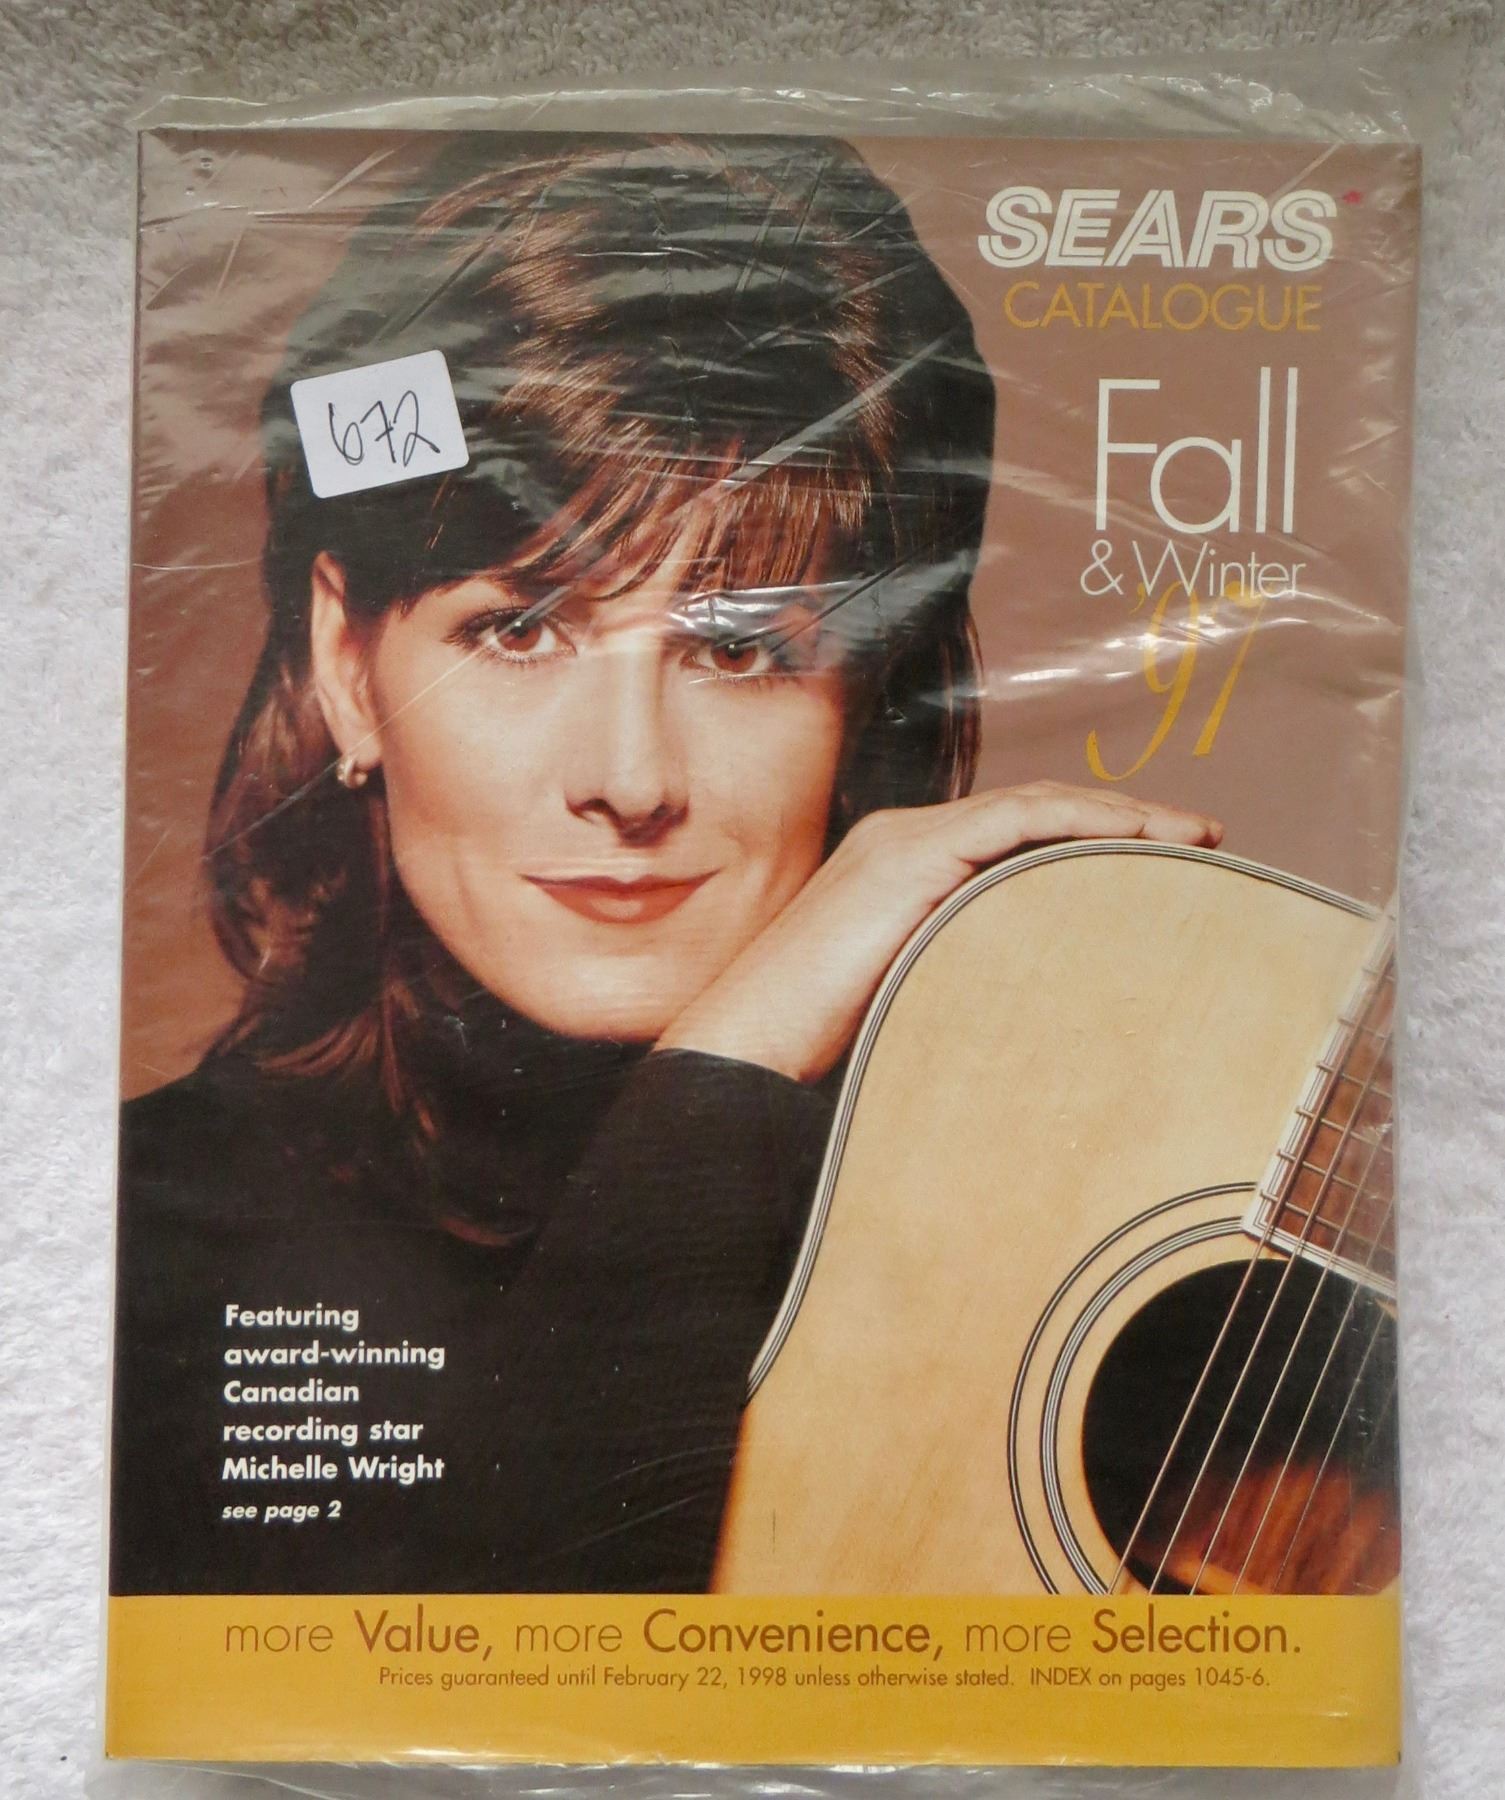 SEARS
CATALOGUE
Fall
& Winter
'97
672
Featuring
award-winning
Canadian
recording star
Michelle Wright
see page 2
more Value, more Convenience, more Selection.
Prices guaranteed until February 22, 1998 unless otherwise stated. INDEX on pages 1045-6.